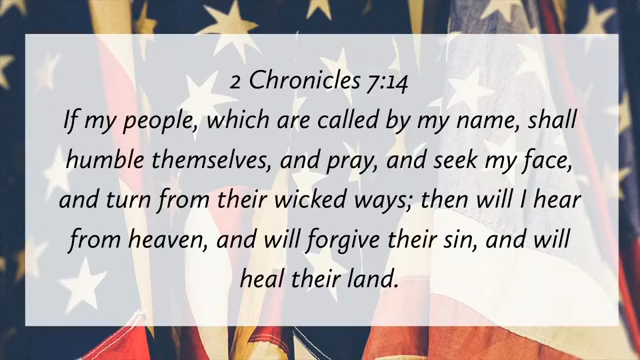 2 Chronicles 7:14
If my people, which are called by my name, shall
humble themselves, and pray, and seek my face,
and turn from their wicked ways; then will I hear
from heaven, and will forgive their sin, and will
heal their land.